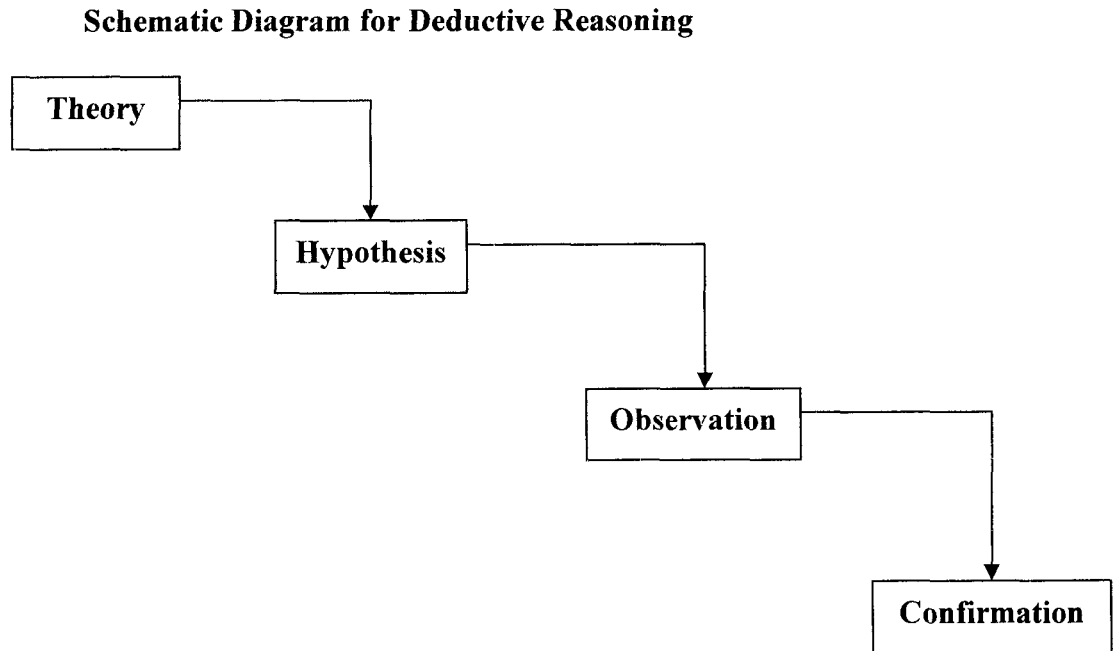 Schematic Diagram for Deductive Reasoning
Theory
Hypothesis
Observation
Confirmation